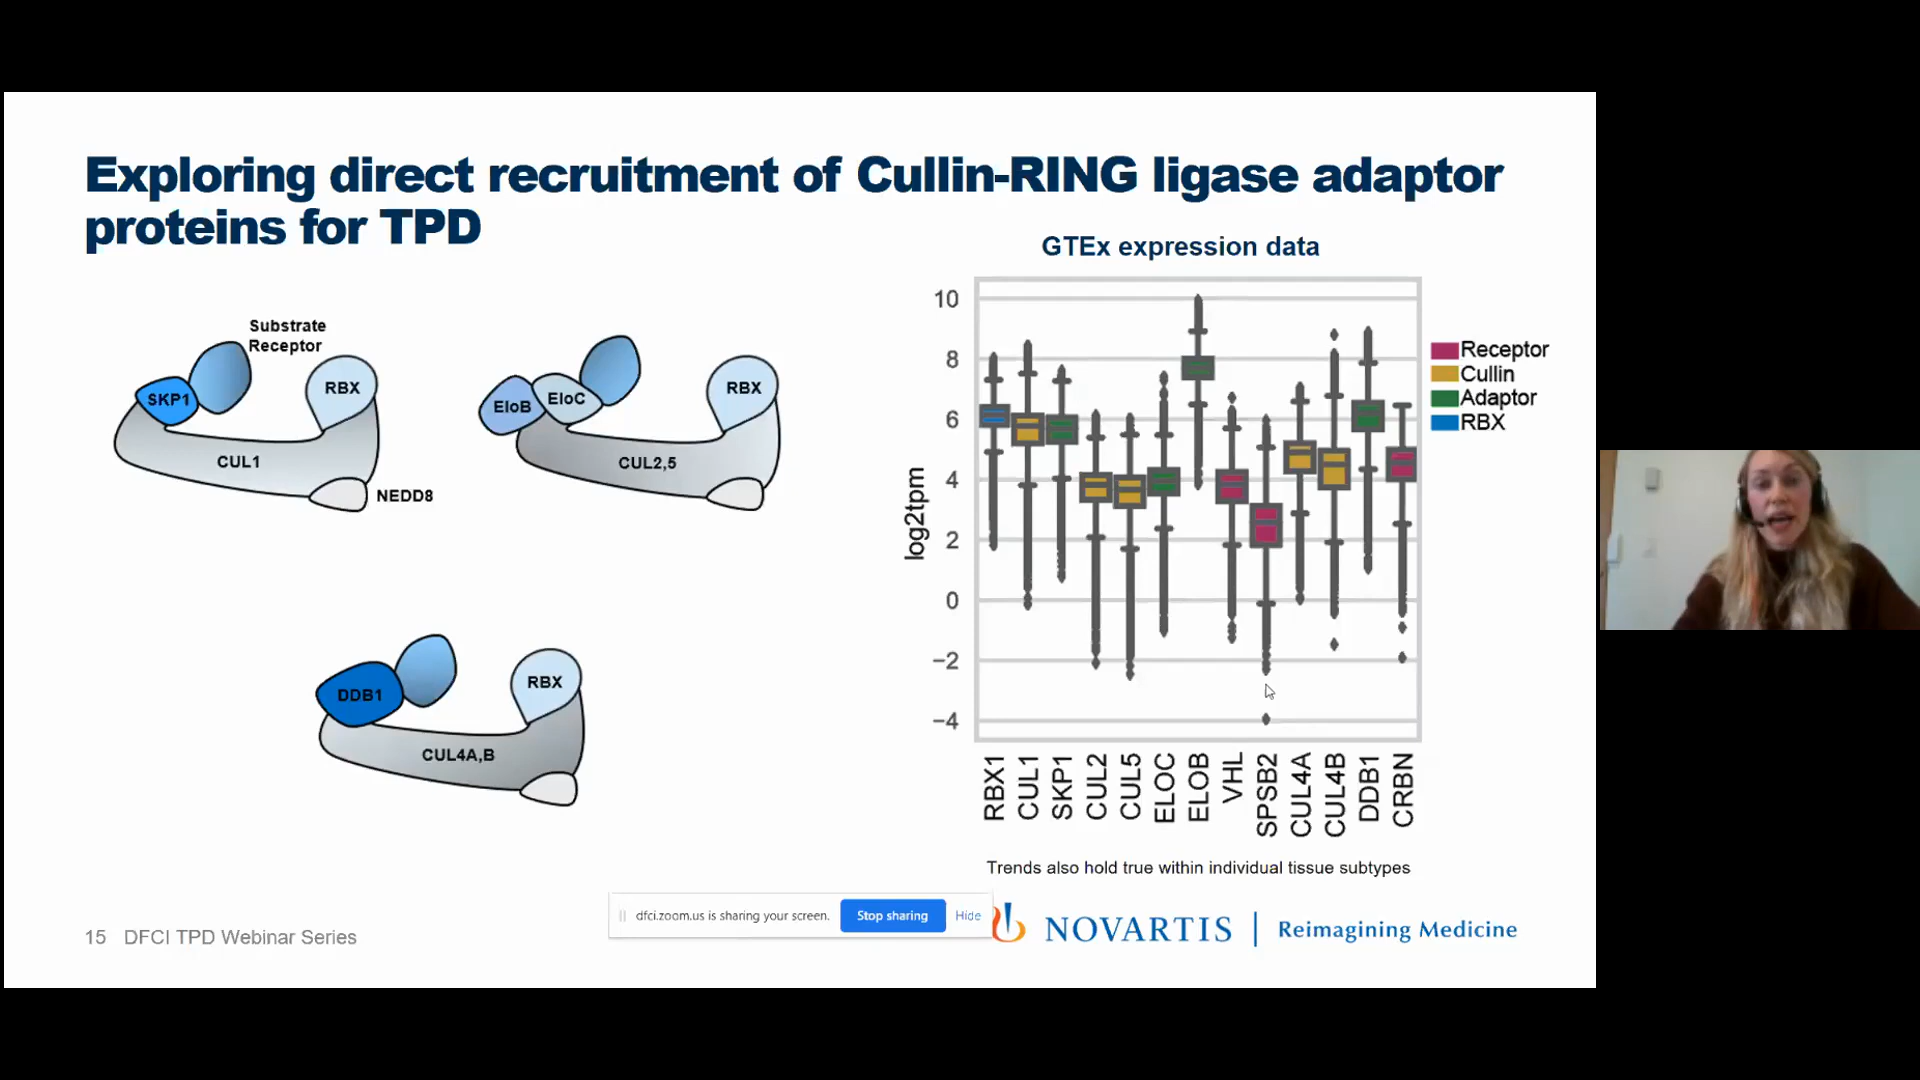 Exploring direct recruitment of Cullin-RING ligase adaptor
proteins for TPD
GTEx expression data
Substrate
Receptor
SKP1
RBX
CUL1
NEDD8
EloB
EloC
RBX
CUL2,5
DDB1
RBX
CUL4A,B
10
8
6
4
2
0
−2
−4
log2tpm
RBX1
CUL1
SKP1
CUL2
CUL5
ELOC
ELOB
VHL
SPSB2
CUL4A
CUL4B
DDB1
CRBN
Receptor
Cullin
Adaptor
RBX
Trends also hold true within individual tissue subtypes
dfci.zoom.us is sharing your screen.
Stop sharing
Hide
15 DFCI TPD Webinar Series
NOVARTIS
Reimagining Medicine